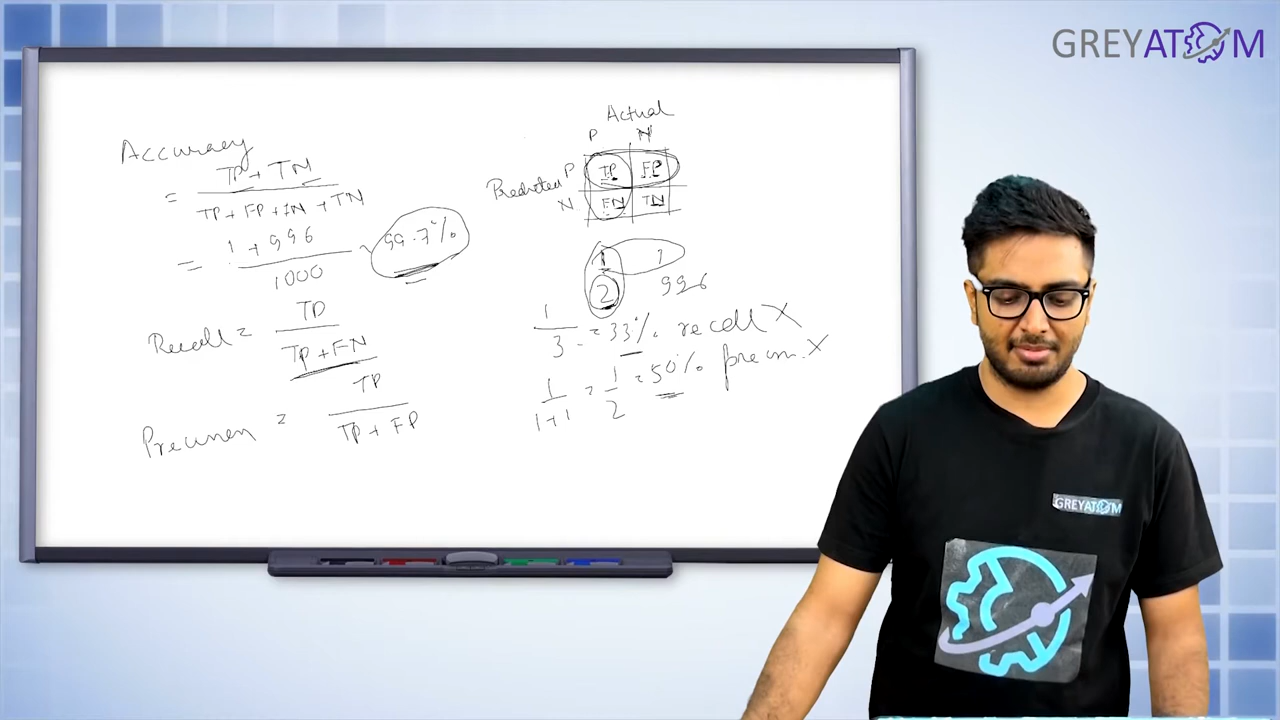 GREYATOM
Accuracy
= TP + TN
TP + FP + FN + TN
= 1 + 996
1000
99.7%
Recall = TP
TP + FN
Precision = TP
TP + FP
Actual
P N
Predicted P TP FP
N FN TN
1 1
2 996
1
3 = 33% recall X
1
1+1 = 1
2 = 50% precision X
GREYATOM